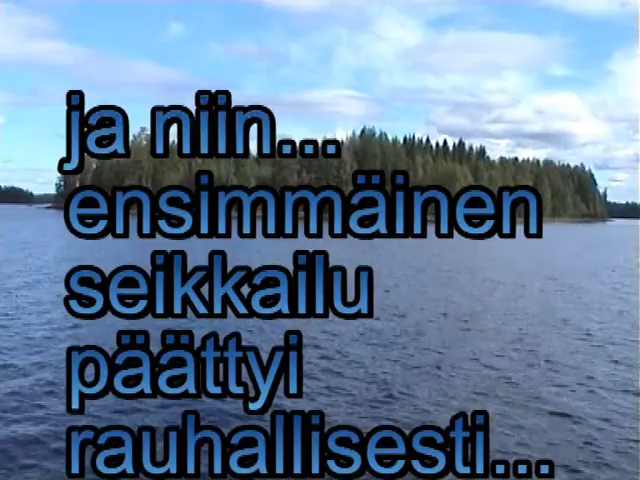 ja niin...
ensimmäinen
seikkailu
päättyi
rauhallisesti...